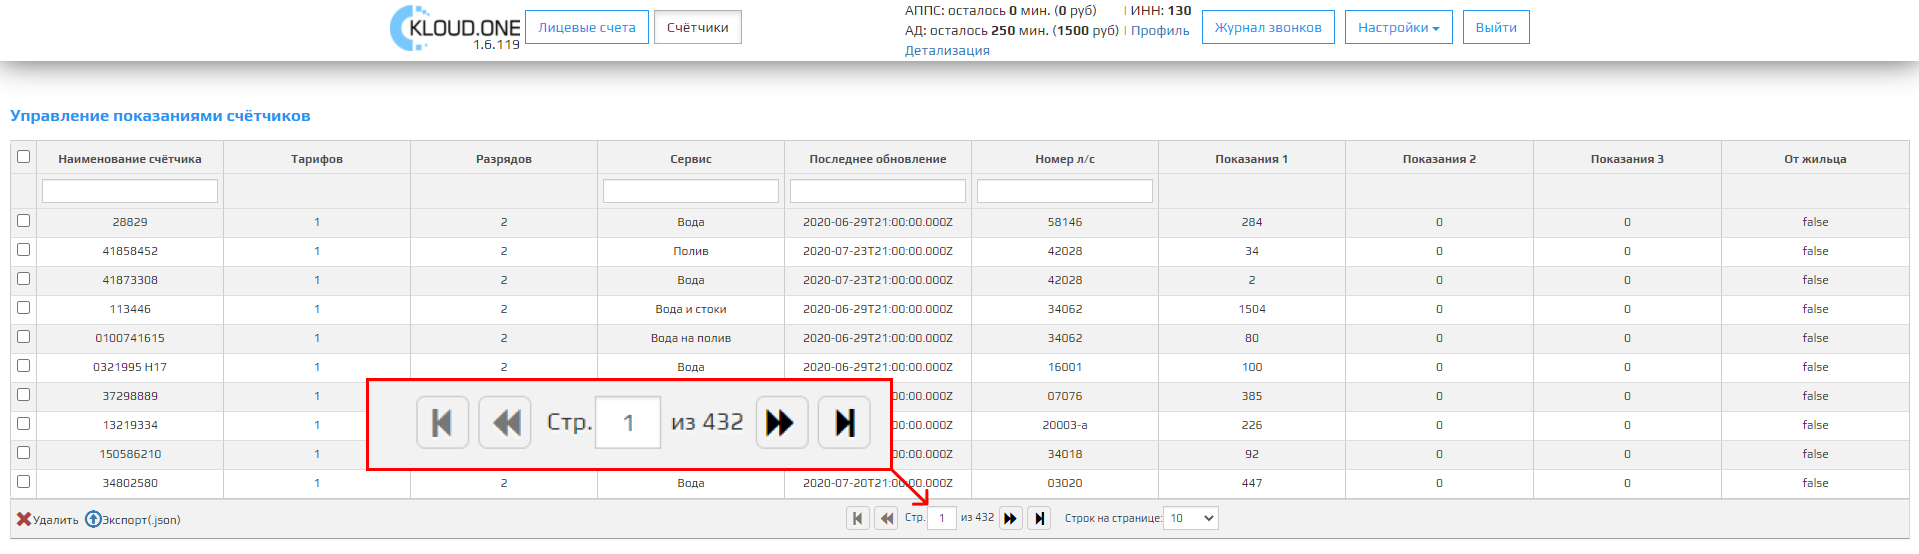 KLOUD.ONE
1.6.119
Лицевые счета
Счётчики
АППС: осталось 0 мин. (0 руб) | ИНН: 130
АД: осталось 250 мин. (1500 руб) | Профиль
Детализация
Журнал звонков
Настройки
Выйти
Управление показаниями счётчиков
Наименование счётчика Тарифов Разрядов Сервис Последнее обновление Номер л/с Показания 1 Показания 2 Показания 3 От жильца
28829 1 2 Вода 2020-06-29T21:00:00.000Z 58146 284 0 0 false
41858452 1 2 Полив 2020-07-23T21:00:00.000Z 42028 34 0 0 false
41873308 1 2 Вода 2020-07-23T21:00:00.000Z 42028 2 0 0 false
113446 1 2 Вода и стоки 2020-06-29T21:00:00.000Z 34062 1504 0 0 false
0100741615 1 2 Вода на полив 2020-06-29T21:00:00.000Z 34062 80 0 0 false
0321995 Н17 1 2 Вода 2020-06-29T21:00:00.000Z 16001 100 0 0 false
37298889 1 :00.000Z 07076 385 0 0 false
13219334 1 :00.000Z 20003-а 226 0 0 false
150586210 1 :00.000Z 34018 92 0 0 false
34802580 1 2 Вода 2020-07-20T21:00:00.000Z 03020 447 0 0 false
Стр. 1 из 432
Удалить Экспорт(.json) Стр. 1 из 432 Строк на странице: 10